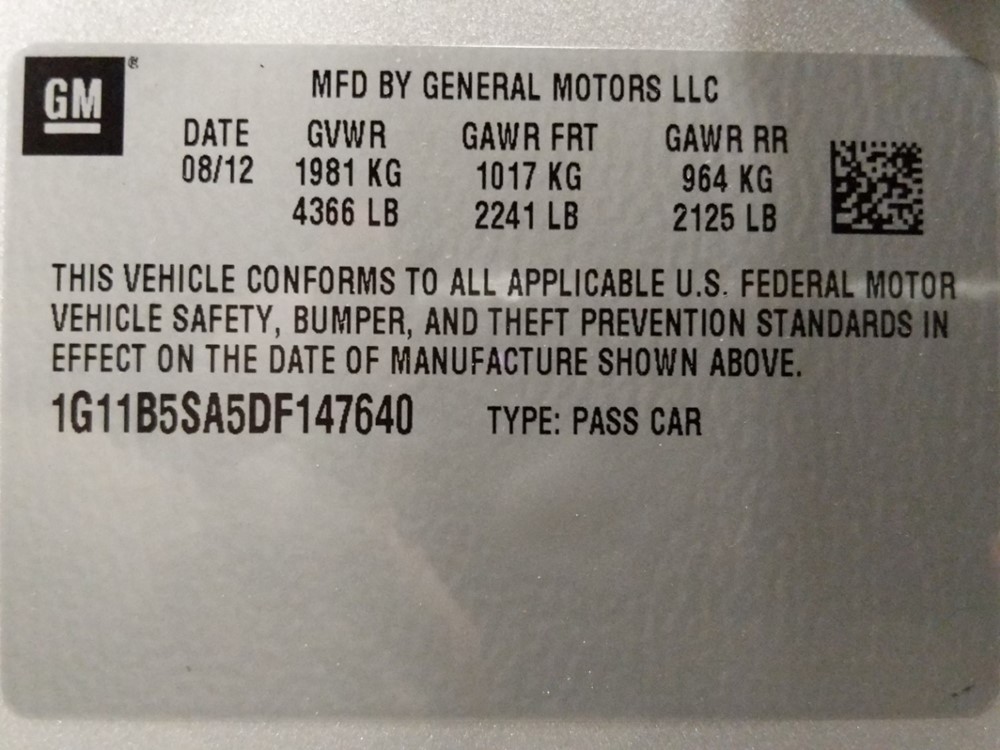 GM ®
MFD BY GENERAL MOTORS LLC
DATE GVWR GAWR FRT GAWR RR
08/12 1981 KG 1017 KG 964 KG
4366 LB 2241 LB 2125 LB
THIS VEHICLE CONFORMS TO ALL APPLICABLE U.S. FEDERAL MOTOR
VEHICLE SAFETY, BUMPER, AND THEFT PREVENTION STANDARDS IN
EFFECT ON THE DATE OF MANUFACTURE SHOWN ABOVE.
1G11B5SA5DF147640 TYPE: PASS CAR